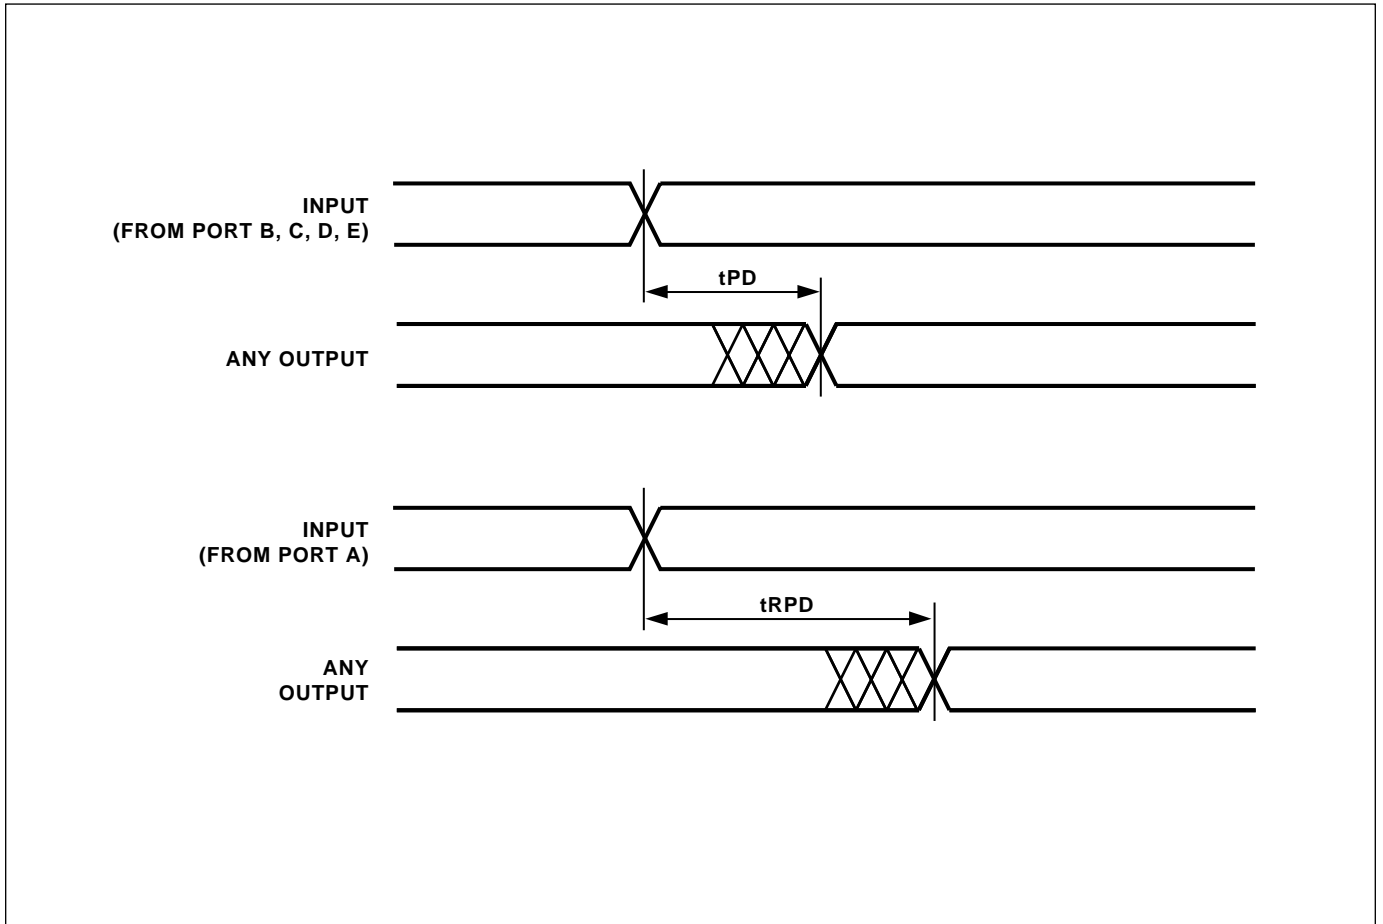 INPUT
(FROM PORT B, C, D, E)
tPD
ANY OUTPUT
INPUT
(FROM PORT A)
tRPD
ANY
OUTPUT